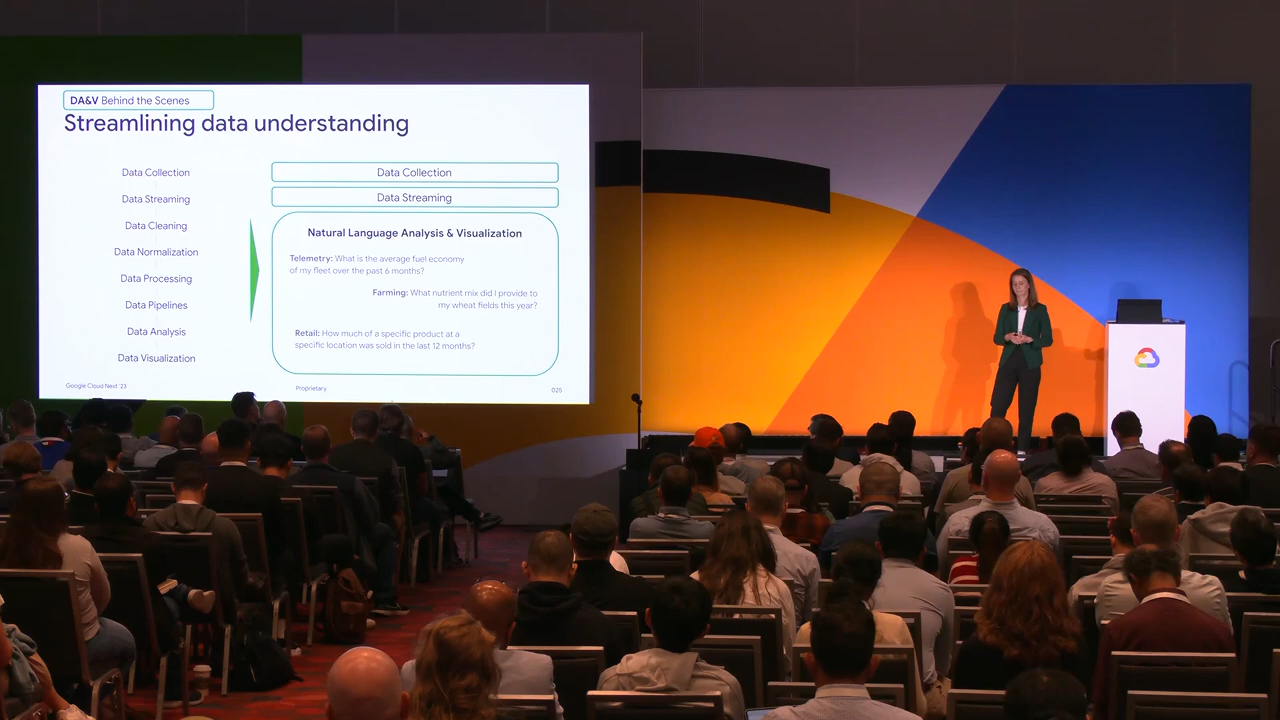 DA&V Behind the Scenes
Streamlining data understanding
Data Collection
Data Streaming
Data Cleaning
Data Normalization
Data Processing
Data Pipelines
Data Analysis
Data Visualization
Data Collection
Data Streaming
Natural Language Analysis & Visualization
Telemetry: What is the average fuel economy
of my fleet over the past 6 months?
Farming: What nutrient mix did I provide to
my wheat fields this year?
Retail: How much of a specific product at a
specific location was sold in the last 12 months?
Google Cloud Next '23
Proprietary
025